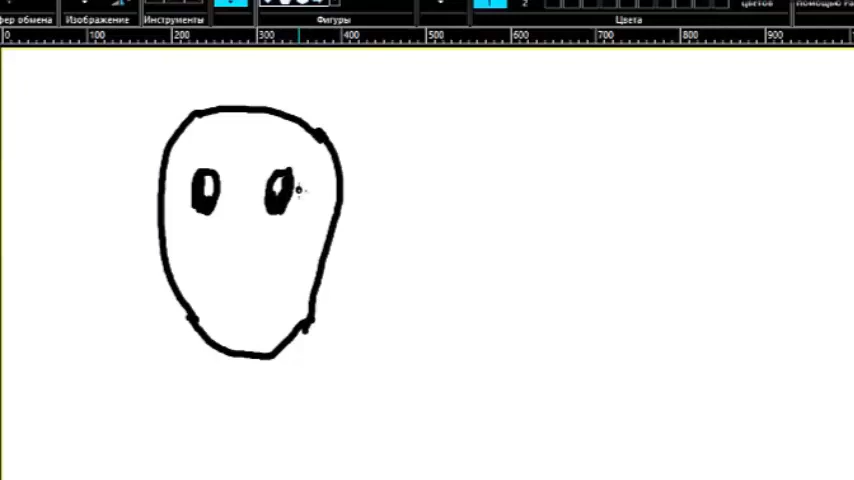 фер обмена Изображение Инструменты Фигуры Цвета
0 100 200 300 400 500 600 700 800 900